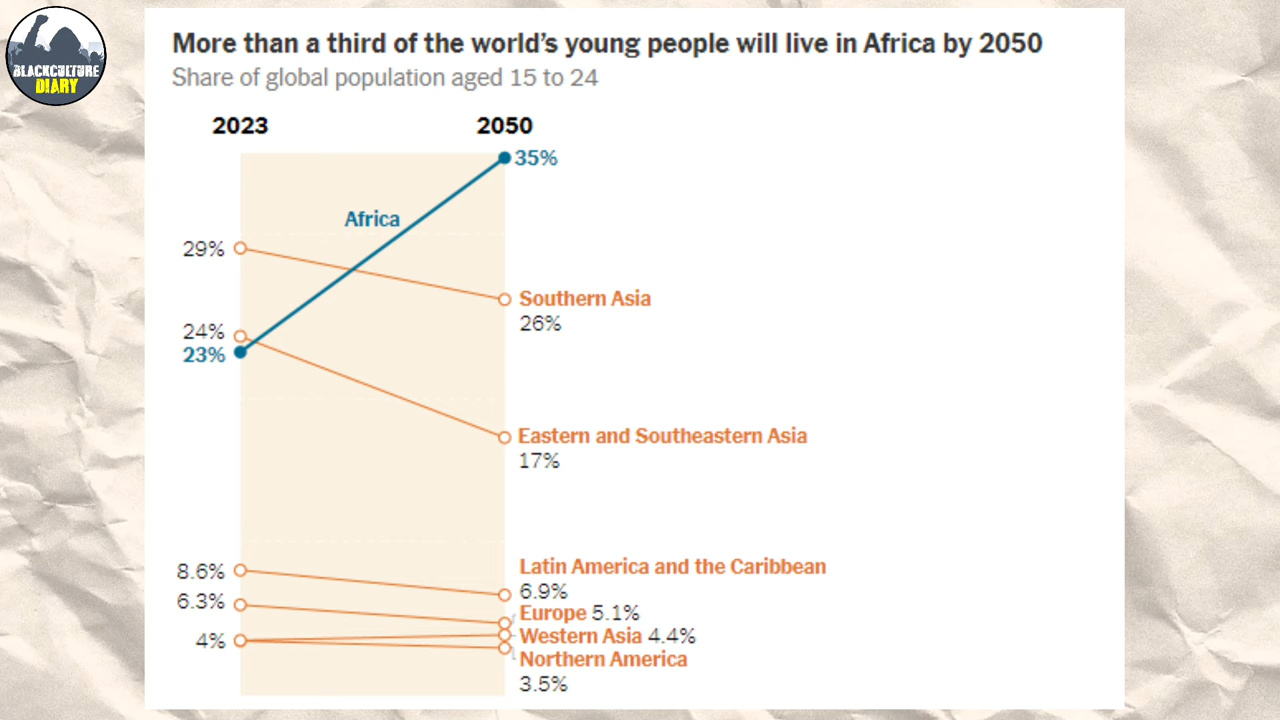 BLACKCULTURE
DIARY
More than a third of the world's young people will live in Africa by 2050
Share of global population aged 15 to 24
2023 2050
35%
Africa
29%
Southern Asia
26%
24%
23%
Eastern and Southeastern Asia
17%
8.6%
Latin America and the Caribbean
6.9%
6.3%
Europe 5.1%
4%
Western Asia 4.4%
Northern America
3.5%